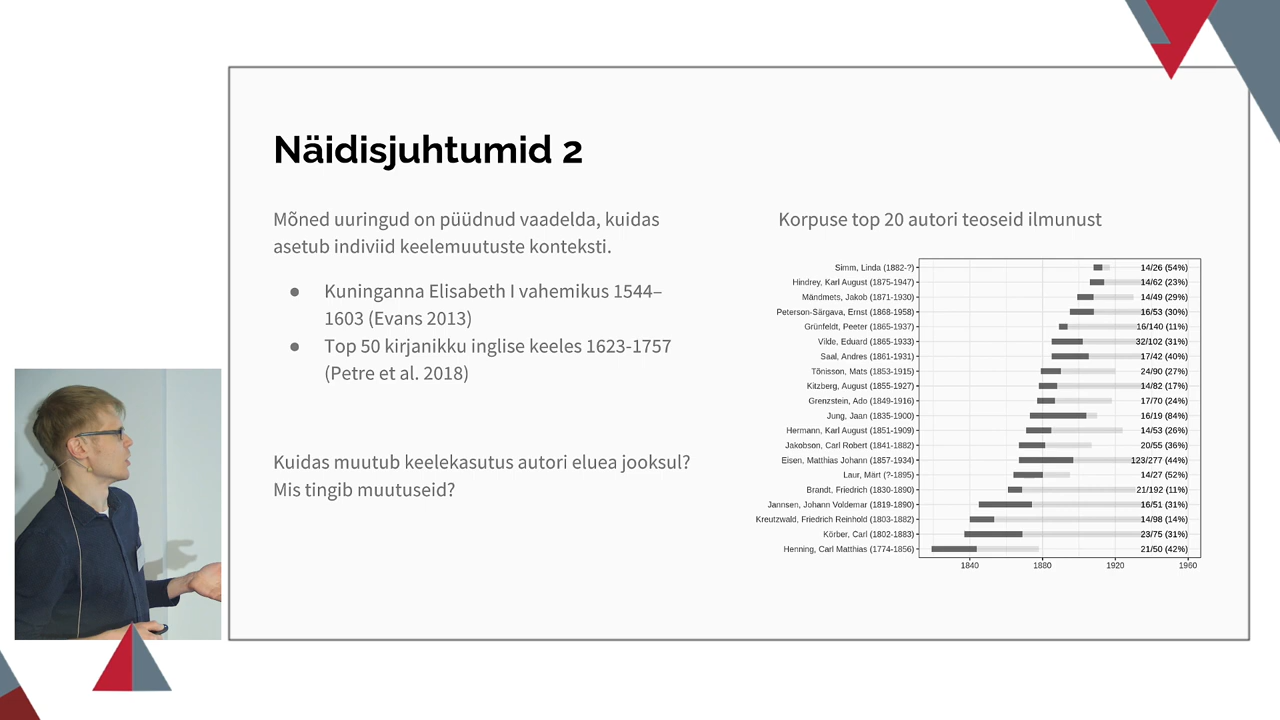 Näidisjuhtumid 2
Mõned uuringud on püüdnud vaadelda, kuidas
asetub indiviid keelemuutuste konteksti.
● Kuninganna Elisabeth I vahemikus 1544–
1603 (Evans 2013)
● Top 50 kirjanikku inglise keeles 1623-1757
(Petre et al. 2018)
Kuidas muutub keelekasutus autori eluea jooksul?
Mis tingib muutuseid?
Korpuse top 20 autori teoseid ilmunust
Simm, Linda (1882-?) 14/26 (54%)
Hindrey, Karl August (1875-1947) 14/62 (23%)
Mändmets, Jakob (1871-1930) 14/49 (29%)
Peterson-Särgava, Ernst (1868-1958) 16/53 (30%)
Grünfeldt, Peeter (1865-1937) 16/140 (11%)
Vilde, Eduard (1865-1933) 32/102 (31%)
Saal, Andres (1861-1931) 17/42 (40%)
Tõnisson, Mats (1853-1915) 24/90 (27%)
Kitzberg, August (1855-1927) 14/82 (17%)
Grenzstein, Ado (1849-1916) 17/70 (24%)
Jung, Jaan (1835-1900) 16/19 (84%)
Hermann, Karl August (1851-1909) 14/53 (26%)
Jakobson, Carl Robert (1841-1882) 20/55 (36%)
Eisen, Matthias Johann (1857-1934) 123/277 (44%)
Laur, Märt (?-1895) 14/27 (52%)
Brandt, Friedrich (1830-1890) 21/192 (11%)
Jannsen, Johann Voldemar (1819-1890) 16/51 (31%)
Kreutzwald, Friedrich Reinhold (1803-1882) 14/98 (14%)
Körber, Carl (1802-1883) 23/75 (31%)
Henning, Carl Matthias (1774-1856) 21/50 (42%)
1840 1880 1920 1960